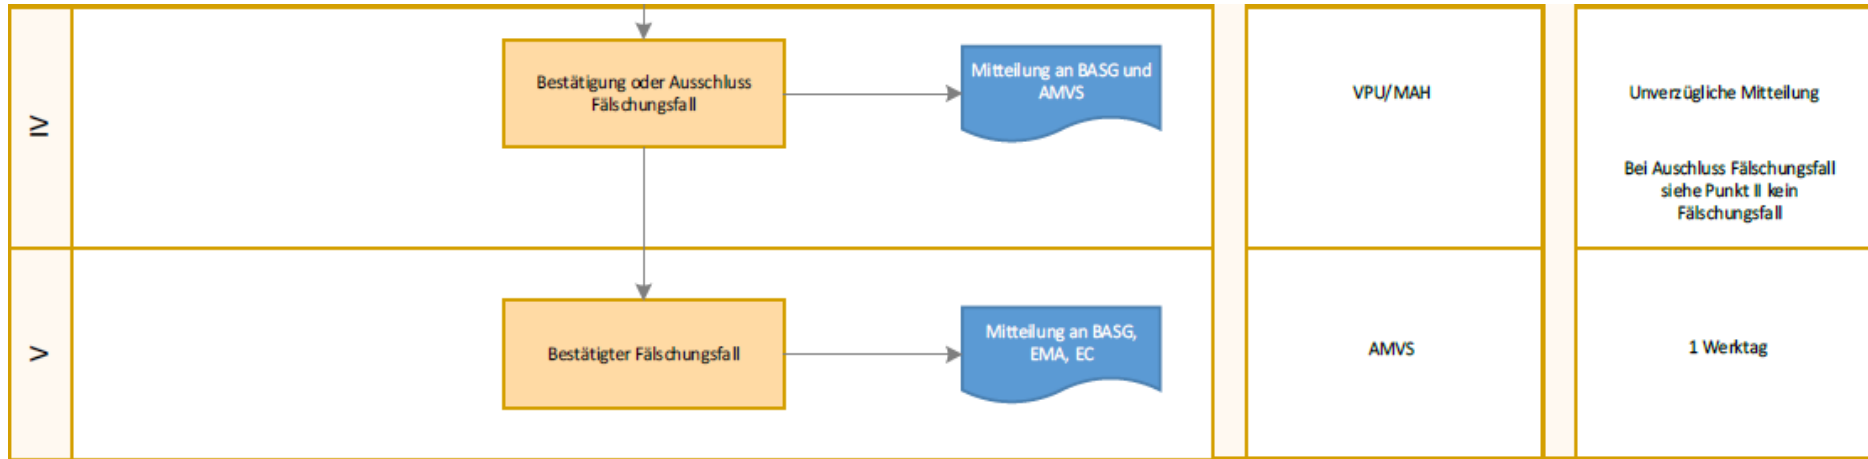 IV
Bestätigung oder Ausschluss
Fälschungsfall
Mitteilung an BASG und
AMVS
VPU/MAH
Unverzügliche Mitteilung
Bei Auschluss Fälschungsfall
siehe Punkt II kein
Fälschungsfall
V
Bestätigter Fälschungsfall
Mitteilung an BASG,
EMA, EC
AMVS
1 Werktag